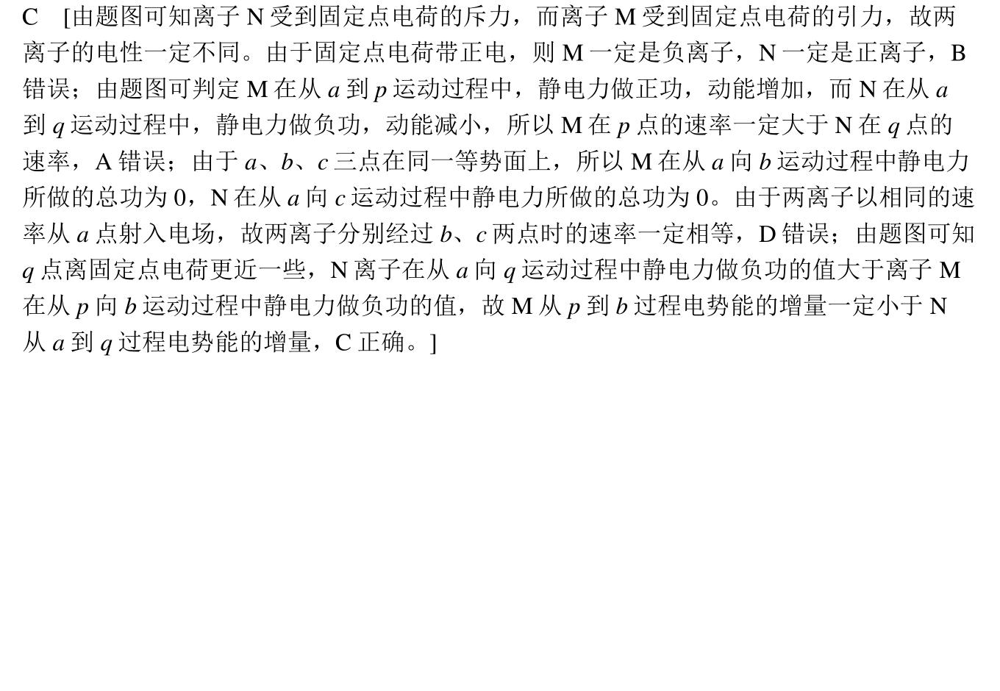 C [由题图可知离子 N 受到固定点电荷的斥力，而离子 M 受到固定点电荷的引力，故两
离子的电性一定不同。由于固定点电荷带正电，则 M 一定是负离子，N 一定是正离子，B
错误；由题图可判定 M 在从 a 到 p 运动过程中，静电力做正功，动能增加，而 N 在从 a
到 q 运动过程中，静电力做负功，动能减小，所以 M 在 p 点的速率一定大于 N 在 q 点的
速率，A 错误；由于 a、b、c 三点在同一等势面上，所以 M 在从 a 向 b 运动过程中静电力
所做的总功为 0，N 在从 a 向 c 运动过程中静电力所做的总功为 0。由于两离子以相同的速
率从 a 点射入电场，故两离子分别经过 b、c 两点时的速率一定相等，D 错误；由题图可知
q 点离固定点电荷更近一些，N 离子在从 a 向 q 运动过程中静电力做负功的值大于离子 M
在从 p 向 b 运动过程中静电力做负功的值，故 M 从 p 到 b 过程电势能的增量一定小于 N
从 a 到 q 过程电势能的增量，C 正确。]